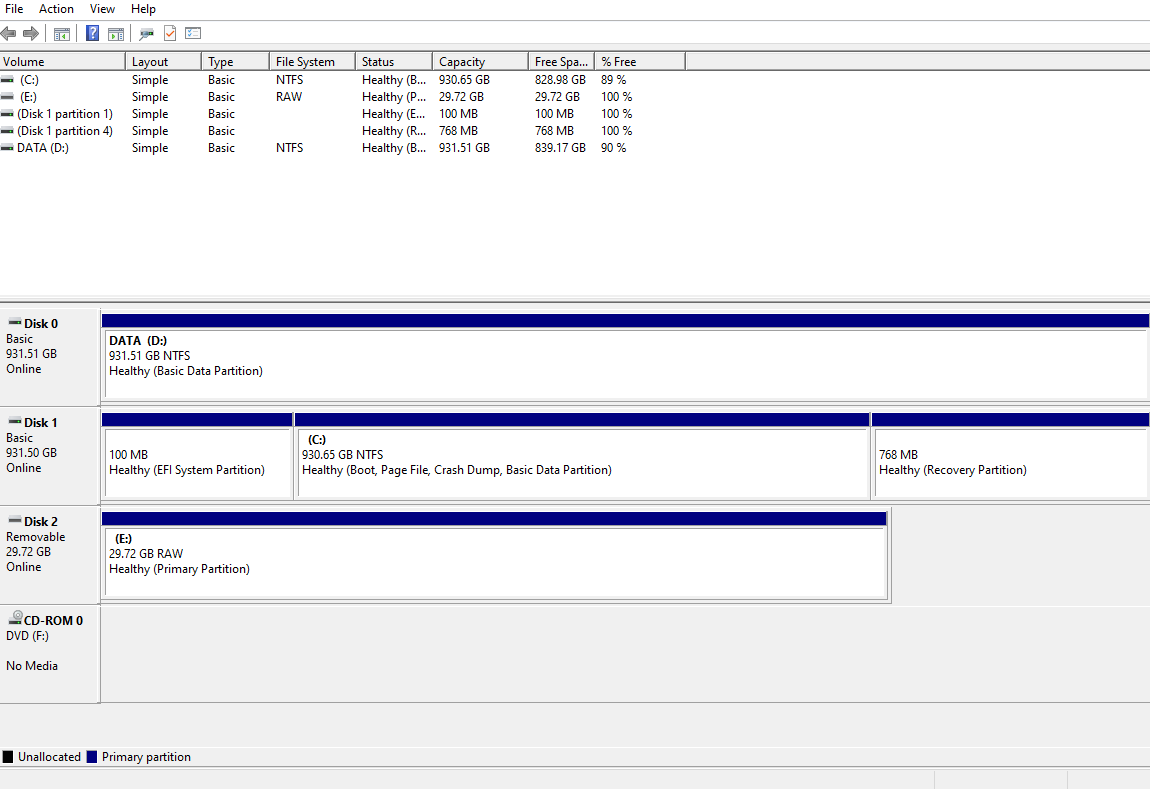 File Action View Help
Volume Layout Type File System Status Capacity Free Spa... % Free
(C:) Simple Basic NTFS Healthy (B... 930.65 GB 828.98 GB 89 %
(E:) Simple Basic RAW Healthy (P... 29.72 GB 29.72 GB 100 %
(Disk 1 partition 1) Simple Basic Healthy (E... 100 MB 100 MB 100 %
(Disk 1 partition 4) Simple Basic Healthy (R... 768 MB 768 MB 100 %
DATA (D:) Simple Basic NTFS Healthy (B... 931.51 GB 839.17 GB 90 %
Disk 0
Basic
931.51 GB
Online
DATA (D:)
931.51 GB NTFS
Healthy (Basic Data Partition)
Disk 1
Basic
931.50 GB
Online
100 MB
Healthy (EFI System Partition)
(C:)
930.65 GB NTFS
Healthy (Boot, Page File, Crash Dump, Basic Data Partition)
768 MB
Healthy (Recovery Partition)
Disk 2
Removable
29.72 GB
Online
(E:)
29.72 GB RAW
Healthy (Primary Partition)
CD-ROM 0
DVD (F:)
No Media
Unallocated Primary partition